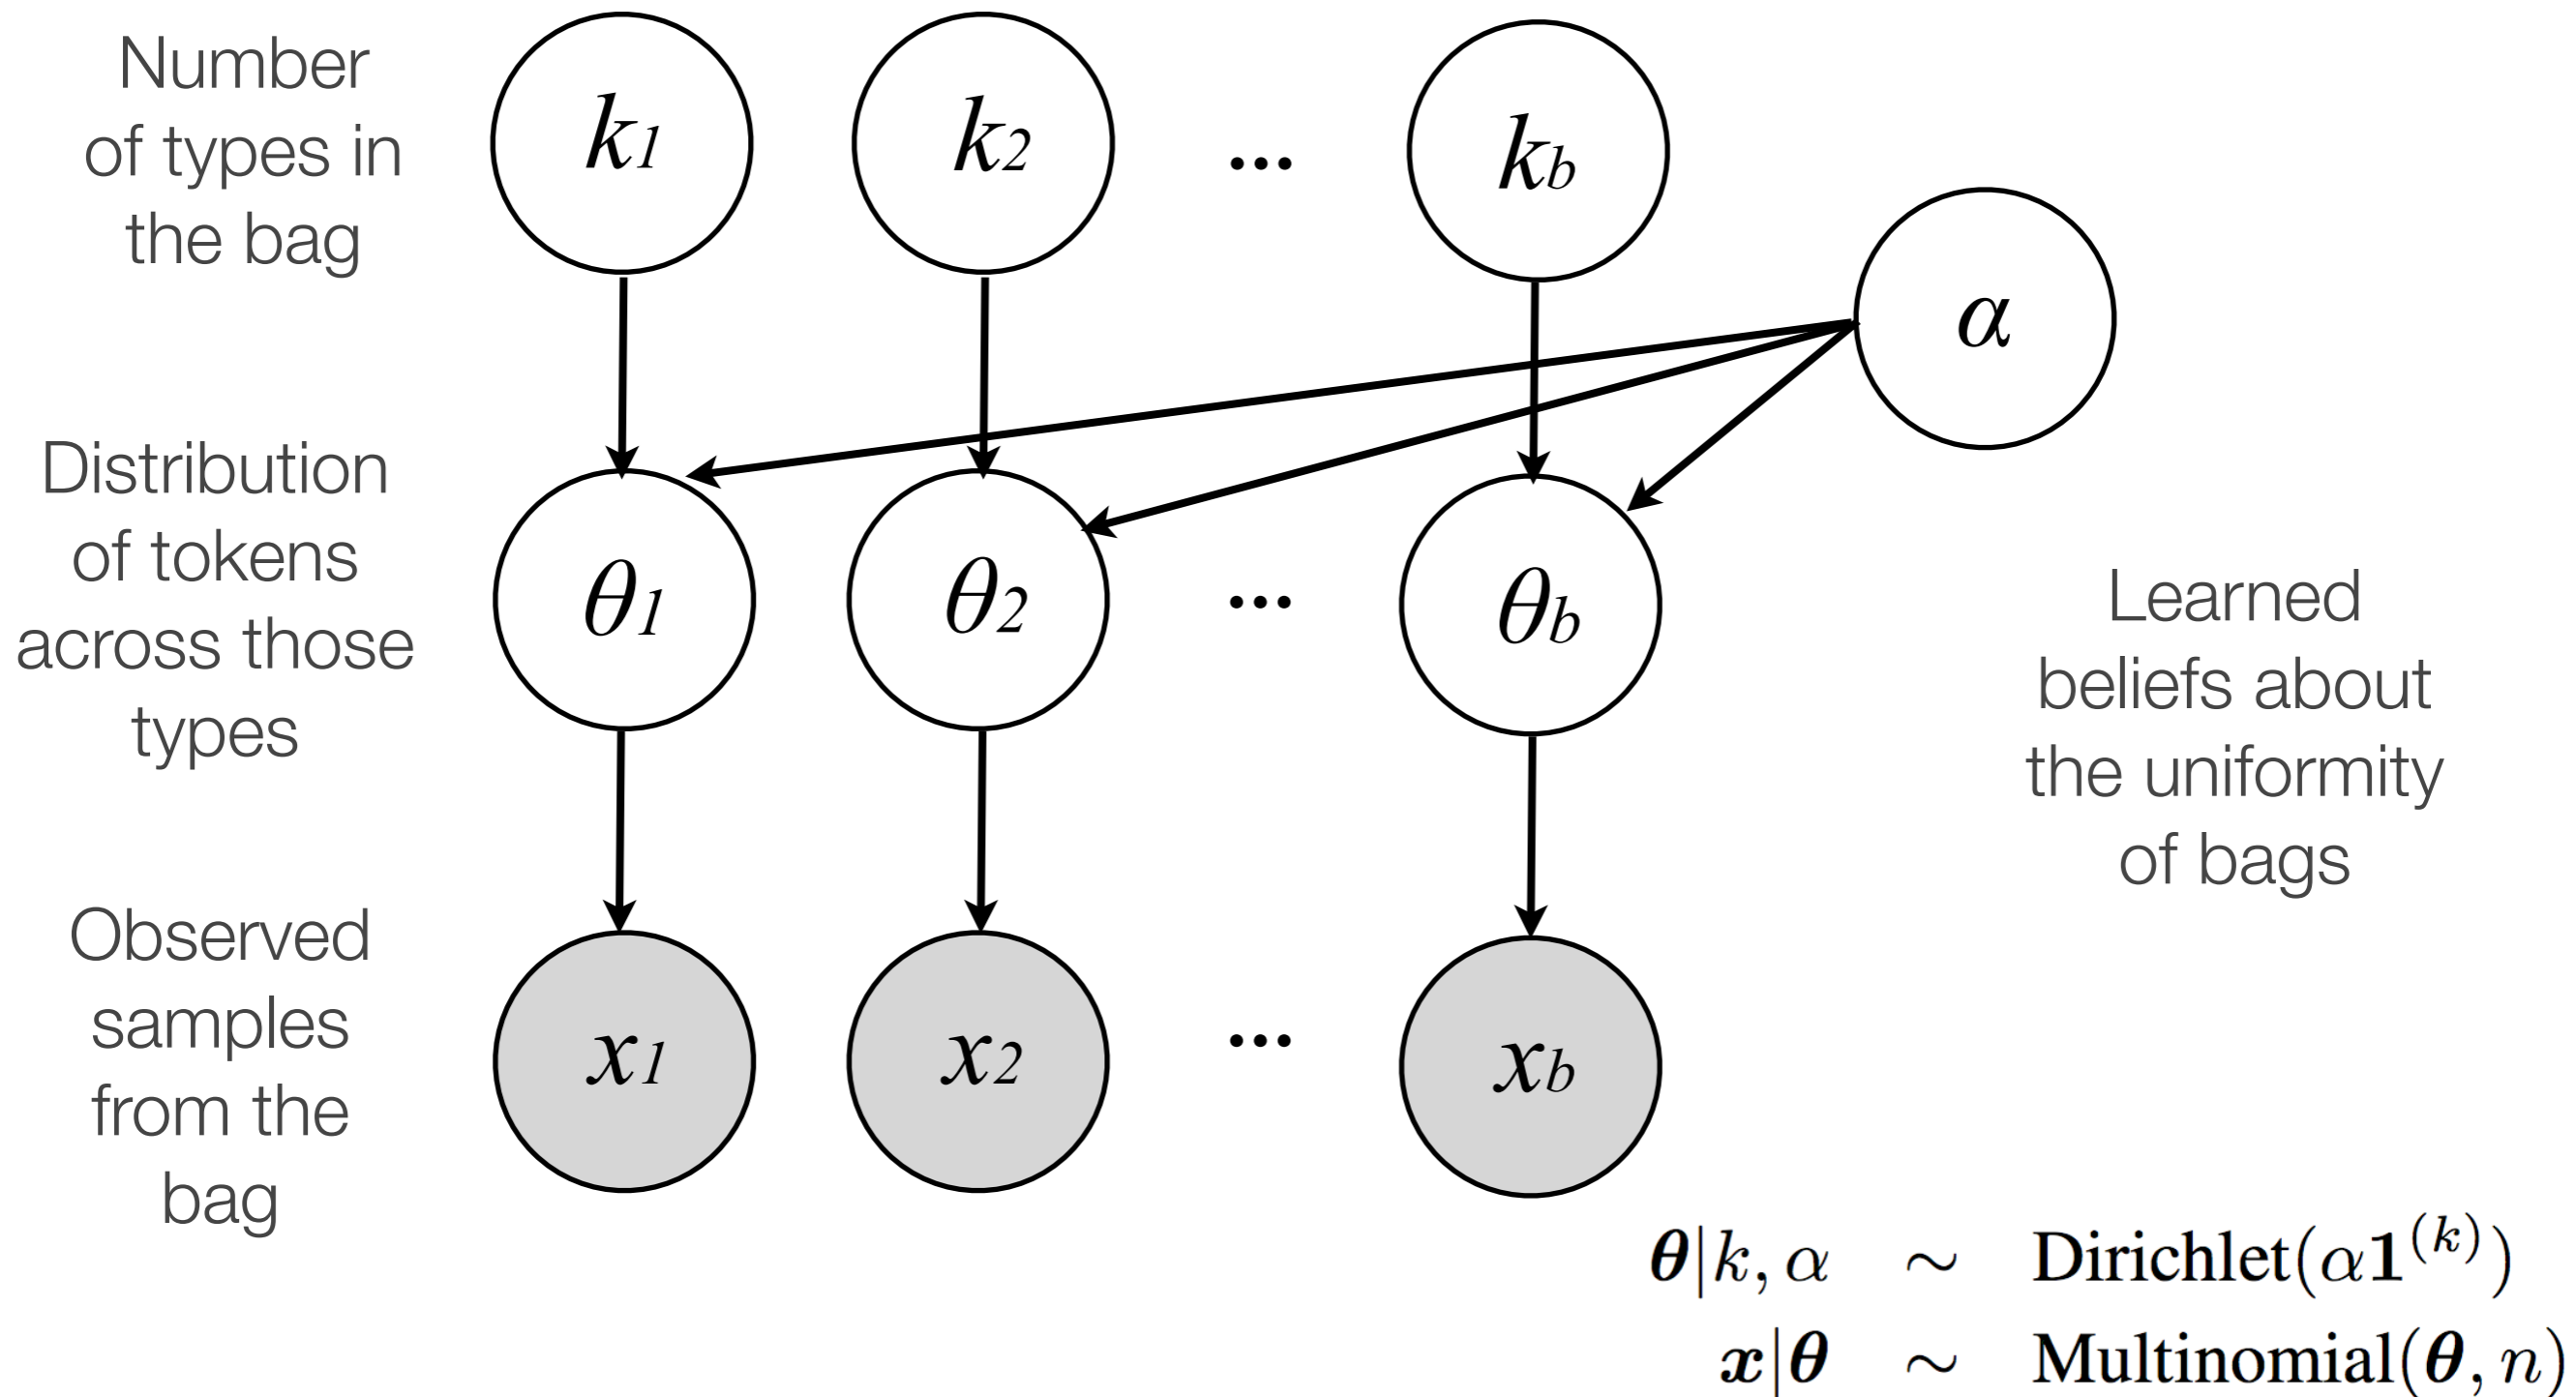 Number
of types in
the bag
k1
k2
...
kb
α
Distribution
of tokens
across those
types
θ1
θ2
...
θb
Learned
beliefs about
the uniformity
of bags
Observed
samples
from the
bag
x1
x2
...
xb
θ|k, α ~ Dirichlet(α1^(k))
x|θ ~ Multinomial(θ, n)